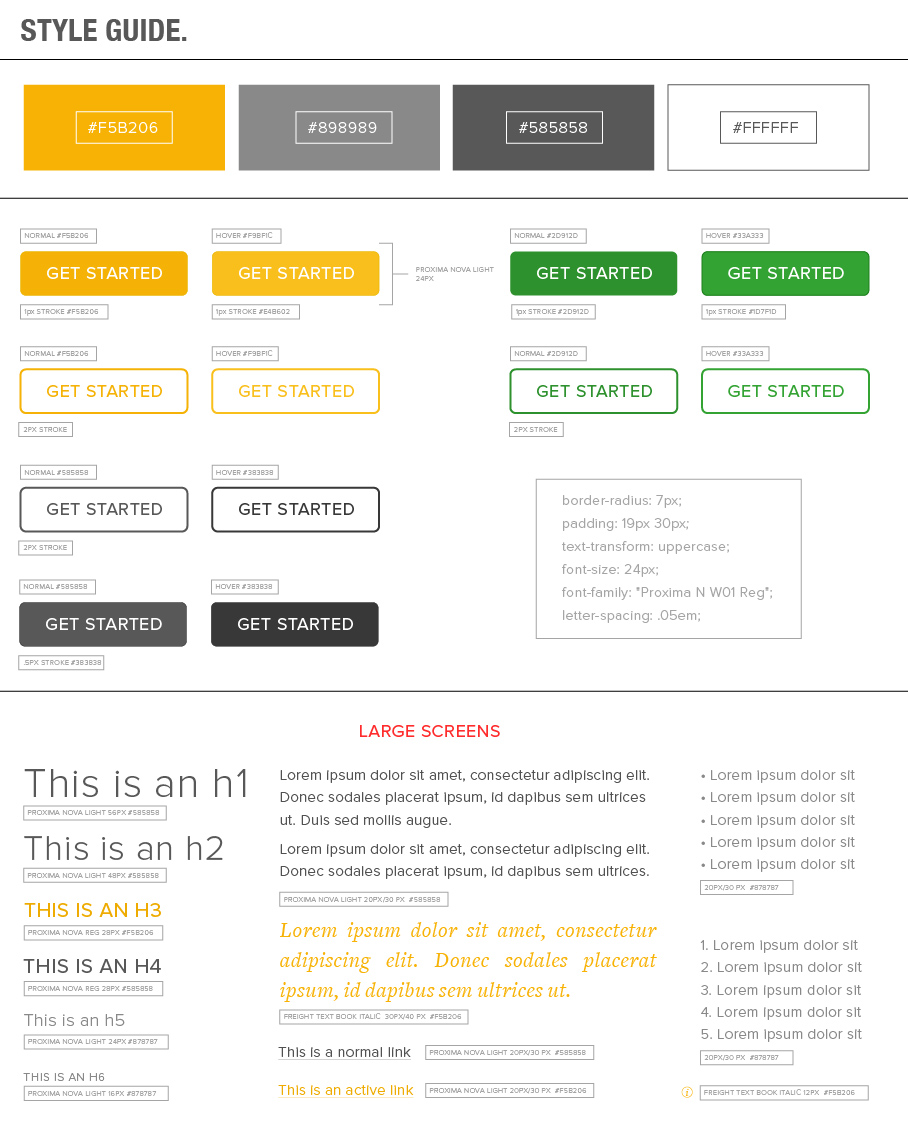 STYLE GUIDE.
#F5B206
#898989
#585858
#FFFFFF
NORMAL #F5B206
HOVER #F9BF1C
NORMAL #2D912D
HOVER #33A333
GET STARTED
GET STARTED
PROXIMA NOVA LIGHT
24PX
GET STARTED
GET STARTED
1px STROKE #F5B206
1px STROKE #E4B602
1px STROKE #2D912D
1px STROKE #1D7F1D
NORMAL #F5B206
HOVER #F9BF1C
NORMAL #2D912D
HOVER #33A333
GET STARTED
GET STARTED
GET STARTED
GET STARTED
2PX STROKE
2PX STROKE
NORMAL #585858
HOVER #383838
GET STARTED
GET STARTED
2PX STROKE
NORMAL #585858
HOVER #383838
GET STARTED
GET STARTED
.5PX STROKE #383838
border-radius: 7px;
padding: 19px 30px;
text-transform: uppercase;
font-size: 24px;
font-family: "Proxima N W01 Reg";
letter-spacing: .05em;
LARGE SCREENS
This is an h1
PROXIMA NOVA LIGHT 56PX #585858
This is an h2
PROXIMA NOVA LIGHT 48PX #585858
THIS IS AN H3
PROXIMA NOVA REG 28PX #F5B206
THIS IS AN H4
PROXIMA NOVA REG 28PX #585858
This is an h5
PROXIMA NOVA LIGHT 24PX #878787
THIS IS AN H6
PROXIMA NOVA LIGHT 16PX #878787
Lorem ipsum dolor sit amet, consectetur adipiscing elit.
Donec sodales placerat ipsum, id dapibus sem ultrices
ut. Duis sed mollis augue.
Lorem ipsum dolor sit amet, consectetur adipiscing elit.
Donec sodales placerat ipsum, id dapibus sem ultrices.
PROXIMA NOVA LIGHT 20PX/30 PX #585858
Lorem ipsum dolor sit amet, consectetur
adipiscing elit. Donec sodales placerat
ipsum, id dapibus sem ultrices ut.
FREIGHT TEXT BOOK ITALIC 30PX/40 PX #F5B206
This is a normal link
PROXIMA NOVA LIGHT 20PX/30 PX #585858
This is an active link
PROXIMA NOVA LIGHT 20PX/30 PX #F5B206
• Lorem ipsum dolor sit
• Lorem ipsum dolor sit
• Lorem ipsum dolor sit
• Lorem ipsum dolor sit
• Lorem ipsum dolor sit
20PX/30 PX #878787
1. Lorem ipsum dolor sit
2. Lorem ipsum dolor sit
3. Lorem ipsum dolor sit
4. Lorem ipsum dolor sit
5. Lorem ipsum dolor sit
20PX/30 PX #878787
i
FREIGHT TEXT BOOK ITALIC 12PX #F5B206